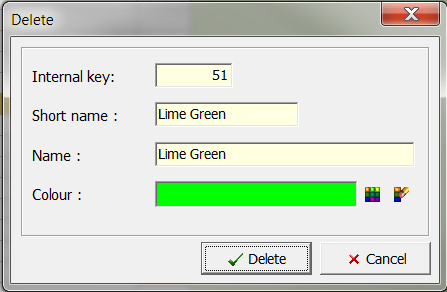 Delete
Internal key: 51
Short name : Lime Green
Name : Lime Green
Colour :
Delete Cancel